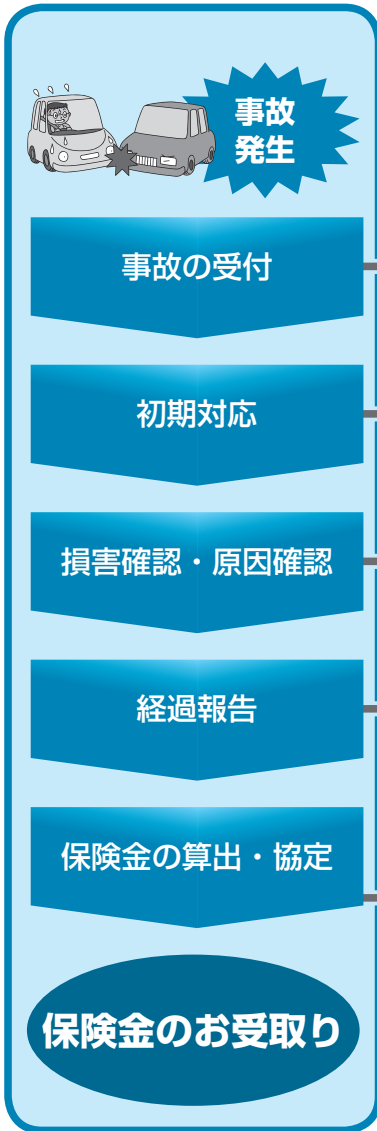 事故
発生
事故の受付
初期対応
損害確認・原因確認
経過報告
保険金の算出・協定
保険金のお受取り